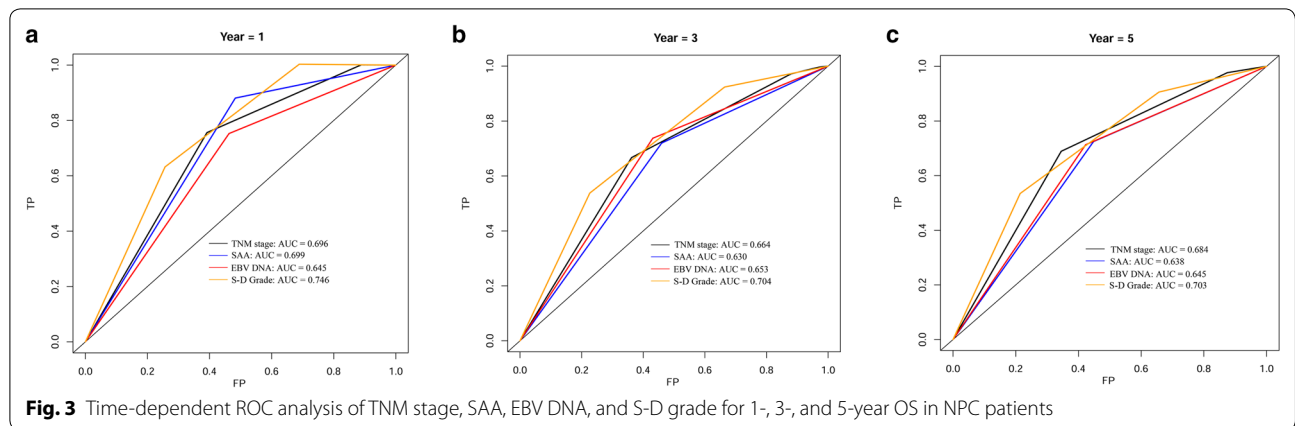 a
Year = 1
TP
1.0
0.8
0.6
0.4
0.2
0.0
TNM stage: AUC = 0.696
SAA: AUC = 0.699
EBV DNA: AUC = 0.645
S-D Grade: AUC = 0.746
0.0 0.2 0.4 0.6 0.8 1.0
FP
b
Year = 3
TP
1.0
0.8
0.6
0.4
0.2
0.0
TNM stage: AUC = 0.664
SAA: AUC = 0.630
EBV DNA: AUC = 0.653
S-D Grade: AUC = 0.704
0.0 0.2 0.4 0.6 0.8 1.0
FP
c
Year = 5
TP
1.0
0.8
0.6
0.4
0.2
0.0
TNM stage: AUC = 0.684
SAA: AUC = 0.638
EBV DNA: AUC = 0.645
S-D Grade: AUC = 0.703
0.0 0.2 0.4 0.6 0.8 1.0
FP
Fig. 3 Time-dependent ROC analysis of TNM stage, SAA, EBV DNA, and S-D grade for 1-, 3-, and 5-year OS in NPC patients